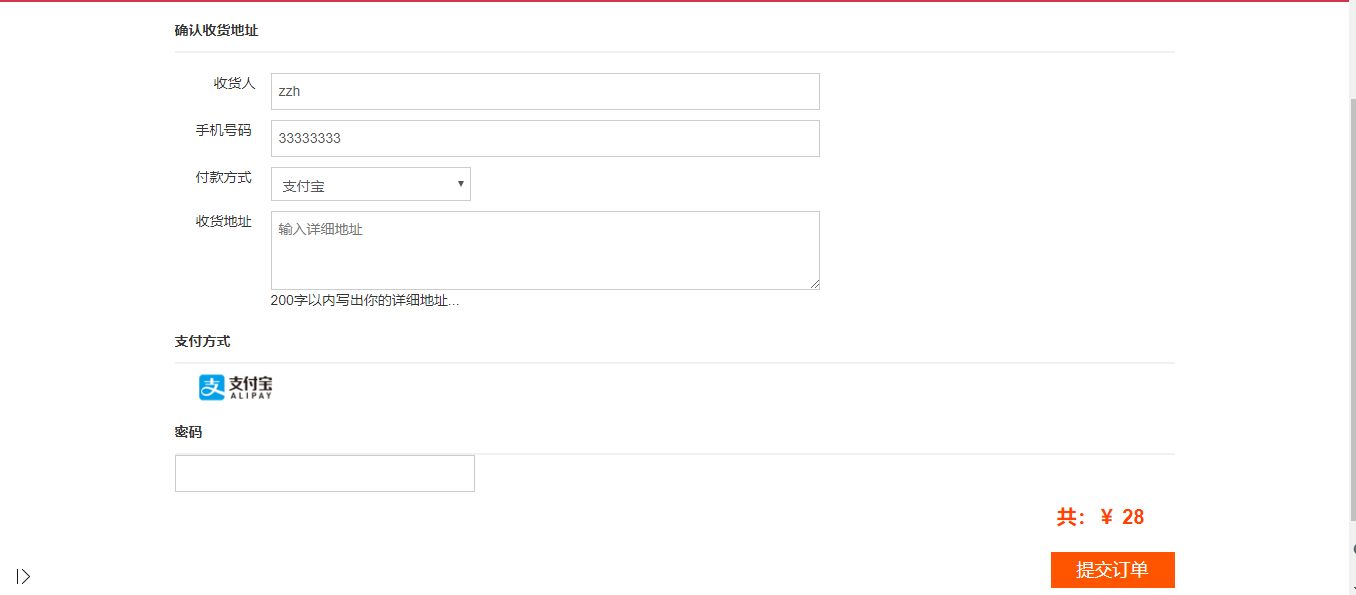 确认收货地址
收货人
zzh
手机号码
33333333
付款方式
支付宝
收货地址
输入详细地址
200字以内写出你的详细地址...
支付方式
支 支付宝
ALIPAY
密码
共： ¥ 28
提交订单